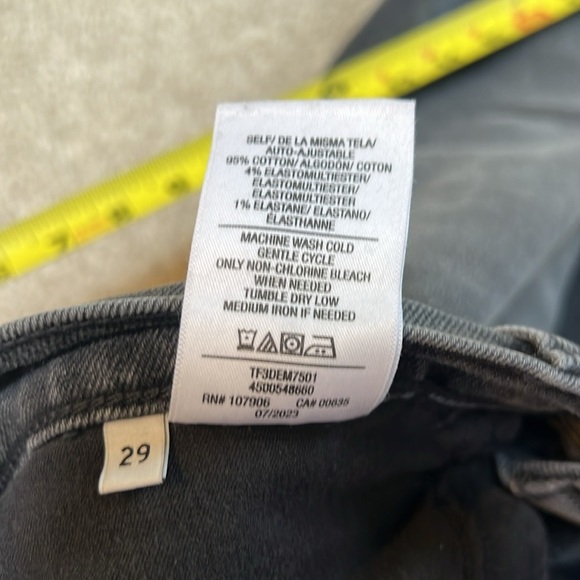 SELF/ DE LA MISMA TELA/
AUTO-AJUSTABLE
95% COTTON/ ALGODÓN/ COTON
4% ELASTOMULTIESTER/
ELASTOMULTIESTER/
ELASTOMULTIESTER
1% ELASTANE/ ELASTANO/
ÉLASTHANNE
MACHINE WASH COLD
GENTLE CYCLE
ONLY NON-CHLORINE BLEACH
WHEN NEEDED
TUMBLE DRY LOW
MEDIUM IRON IF NEEDED
TF3DEM7501
4500548660
RN# 107906 CA# 00635
07/2023
29